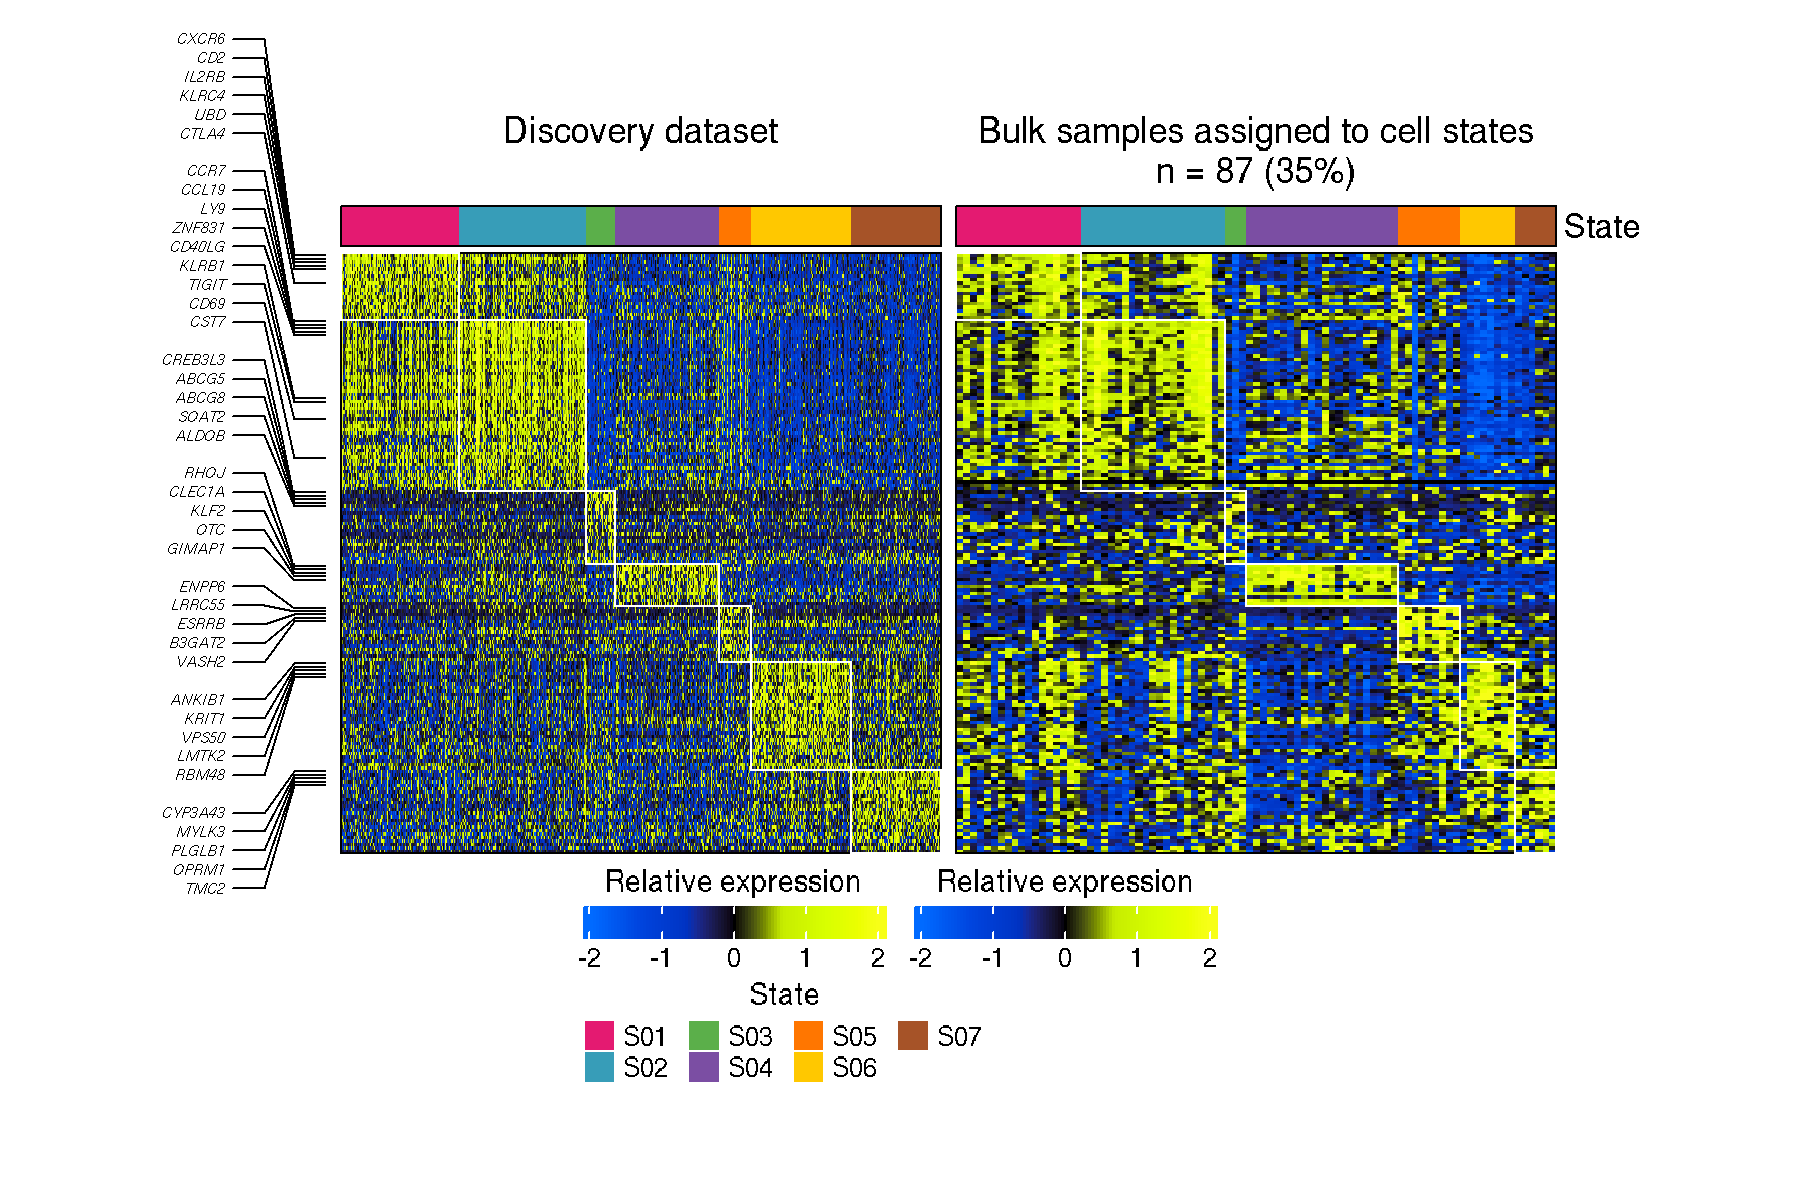 CXCR6
CD2
IL2RB
KLRC4
UBD
CTLA4
CCR7
CCL19
LY9
ZNF831
CD40LG
KLRB1
TIGIT
CD69
CST7
CREB3L3
ABCG5
ABCG8
SOAT2
ALDOB
RHOJ
CLEC1A
KLF2
OTC
GIMAP1
ENPP6
LRRC55
ESRRB
B3GAT2
VASH2
ANKIB1
KRIT1
VPS50
LMTK2
RBM48
CYP3A43
MYLK3
PLGLB1
OPRM1
TMC2
Discovery dataset
Bulk samples assigned to cell states
n = 87 (35%)
State
Relative expression
-2 -1 0 1 2
Relative expression
-2 -1 0 1 2
State
S01 S03 S05 S07
S02 S04 S06